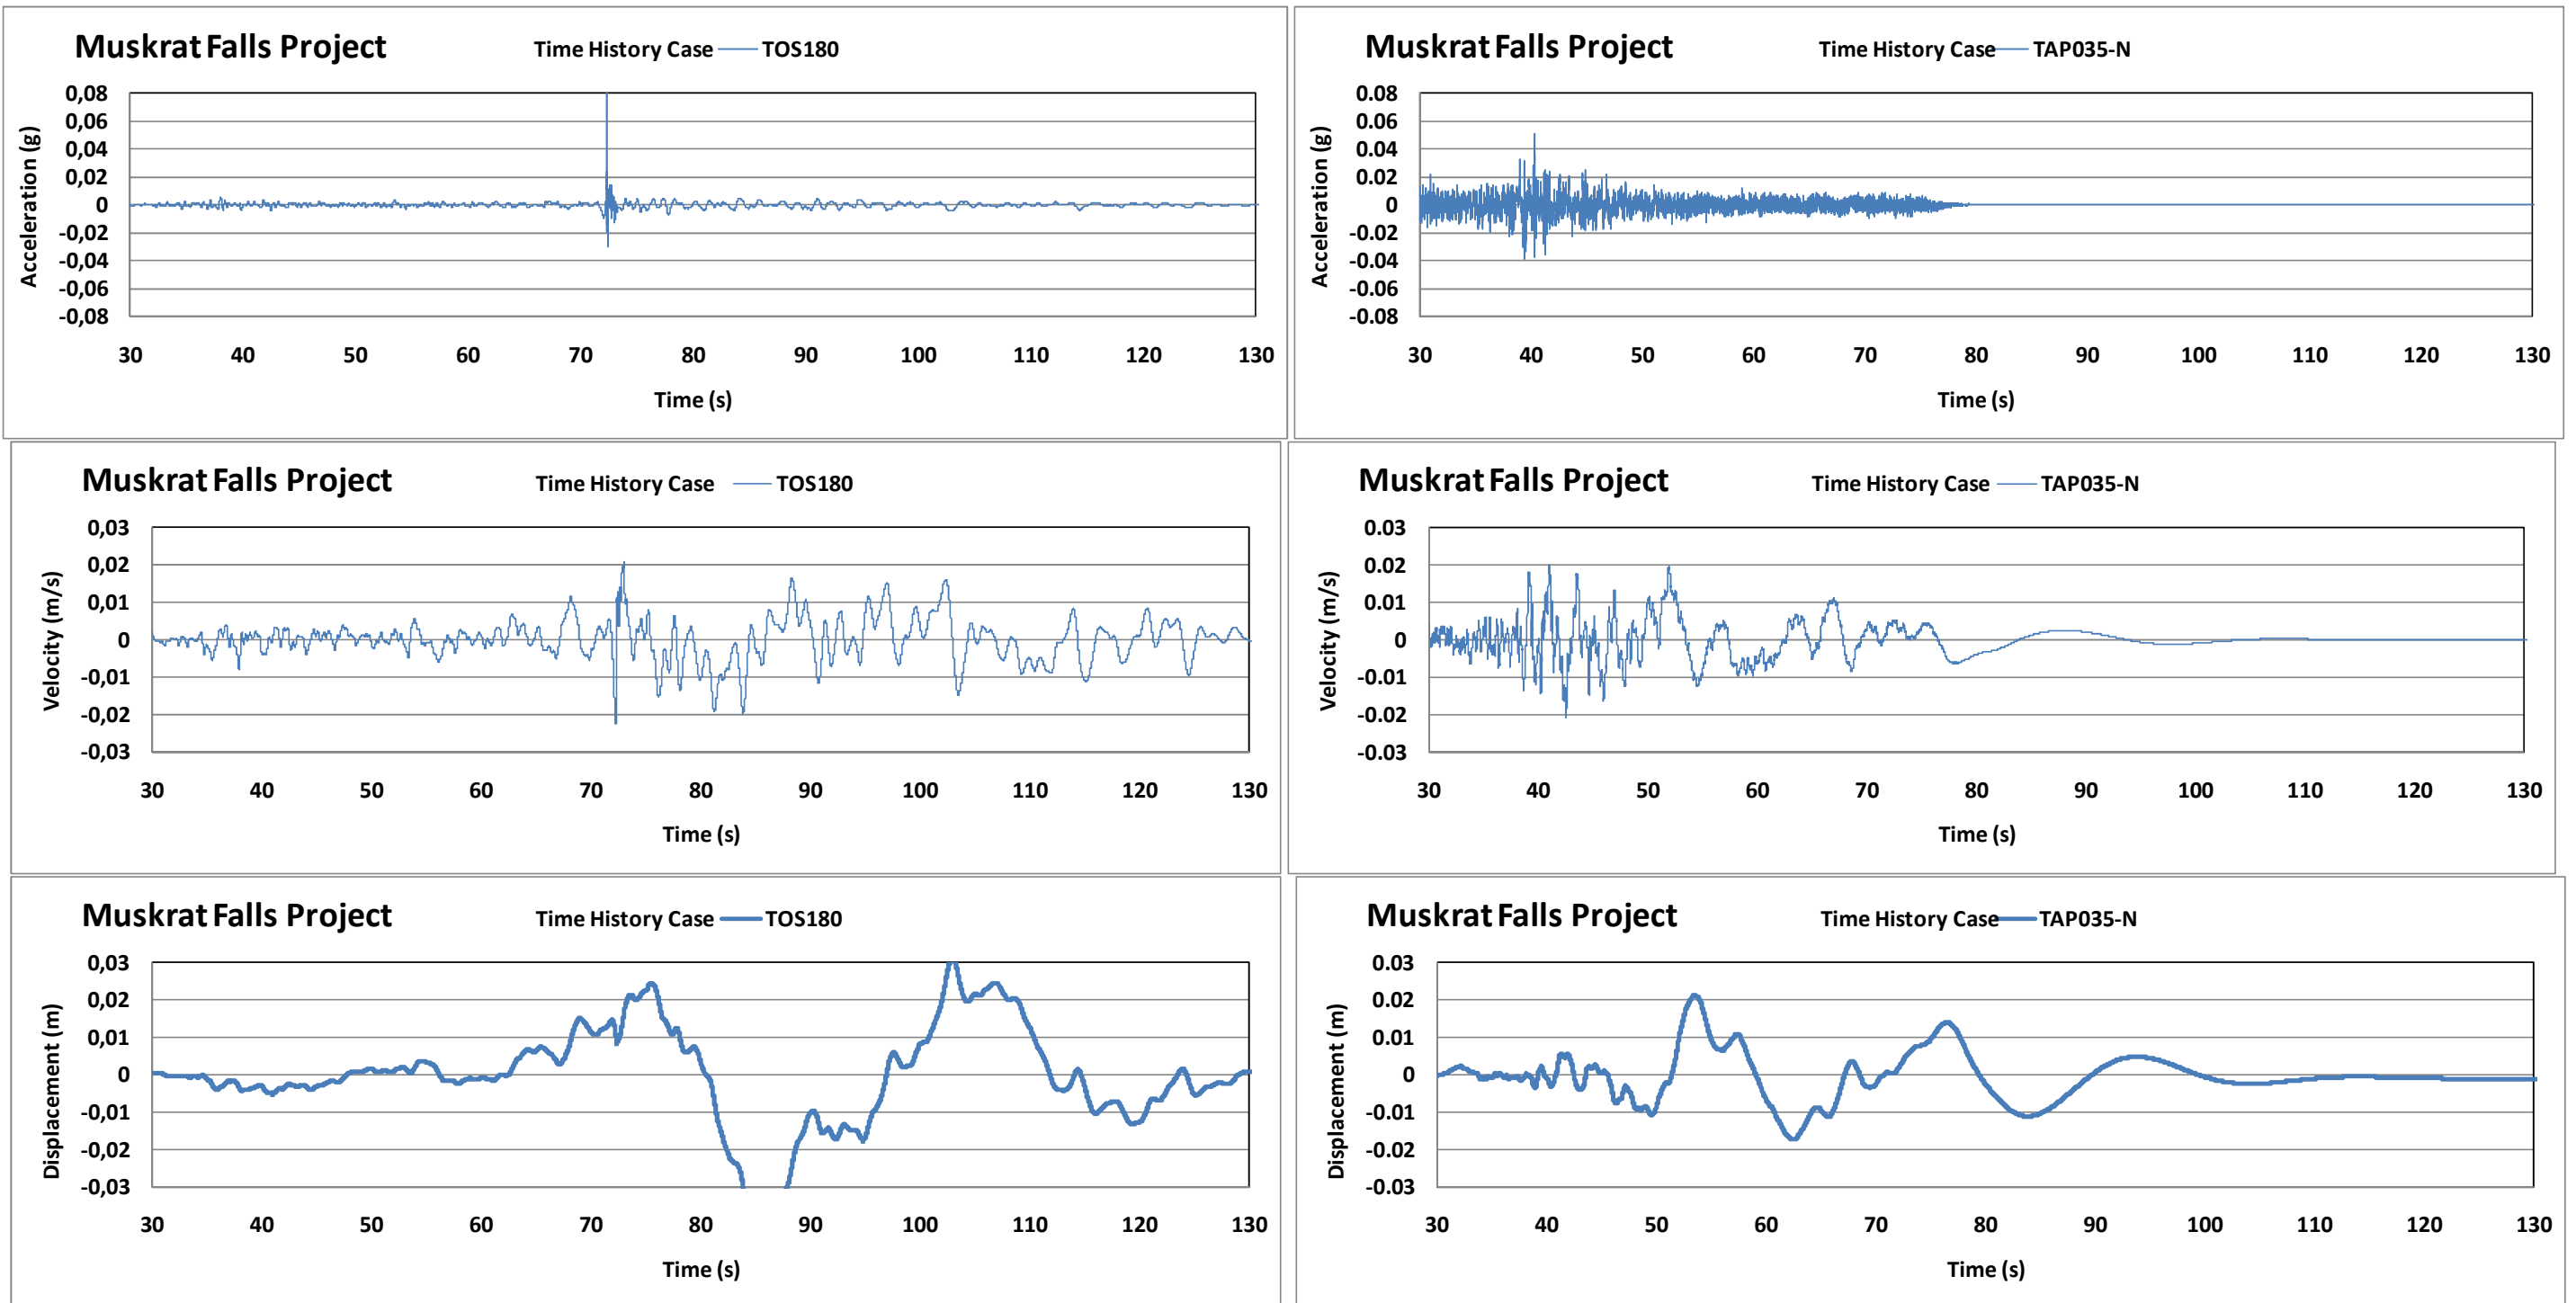 Muskrat Falls Project Time History Case TOS180
0,08
0,06
0,04
0,02
0
-0,02
-0,04
-0,06
-0,08
Acceleration (g)
30 40 50 60 70 80 90 100 110 120 130
Time (s)
Muskrat Falls Project Time History Case TAP035-N
0.08
0.06
0.04
0.02
0
-0.02
-0.04
-0.06
-0.08
Acceleration (g)
30 40 50 60 70 80 90 100 110 120 130
Time (s)
Muskrat Falls Project Time History Case TOS180
0,03
0,02
0,01
0
-0,01
-0,02
-0,03
Velocity (m/s)
30 40 50 60 70 80 90 100 110 120 130
Time (s)
Muskrat Falls Project Time History Case TAP035-N
0.03
0.02
0.01
0
-0.01
-0.02
-0.03
Velocity (m/s)
30 40 50 60 70 80 90 100 110 120 130
Time (s)
Muskrat Falls Project Time History Case TOS180
0,03
0,02
0,01
0
-0,01
-0,02
-0,03
Displacement (m)
30 40 50 60 70 80 90 100 110 120 130
Time (s)
Muskrat Falls Project Time History Case TAP035-N
0.03
0.02
0.01
0
-0.01
-0.02
-0.03
Displacement (m)
30 40 50 60 70 80 90 100 110 120 130
Time (s)